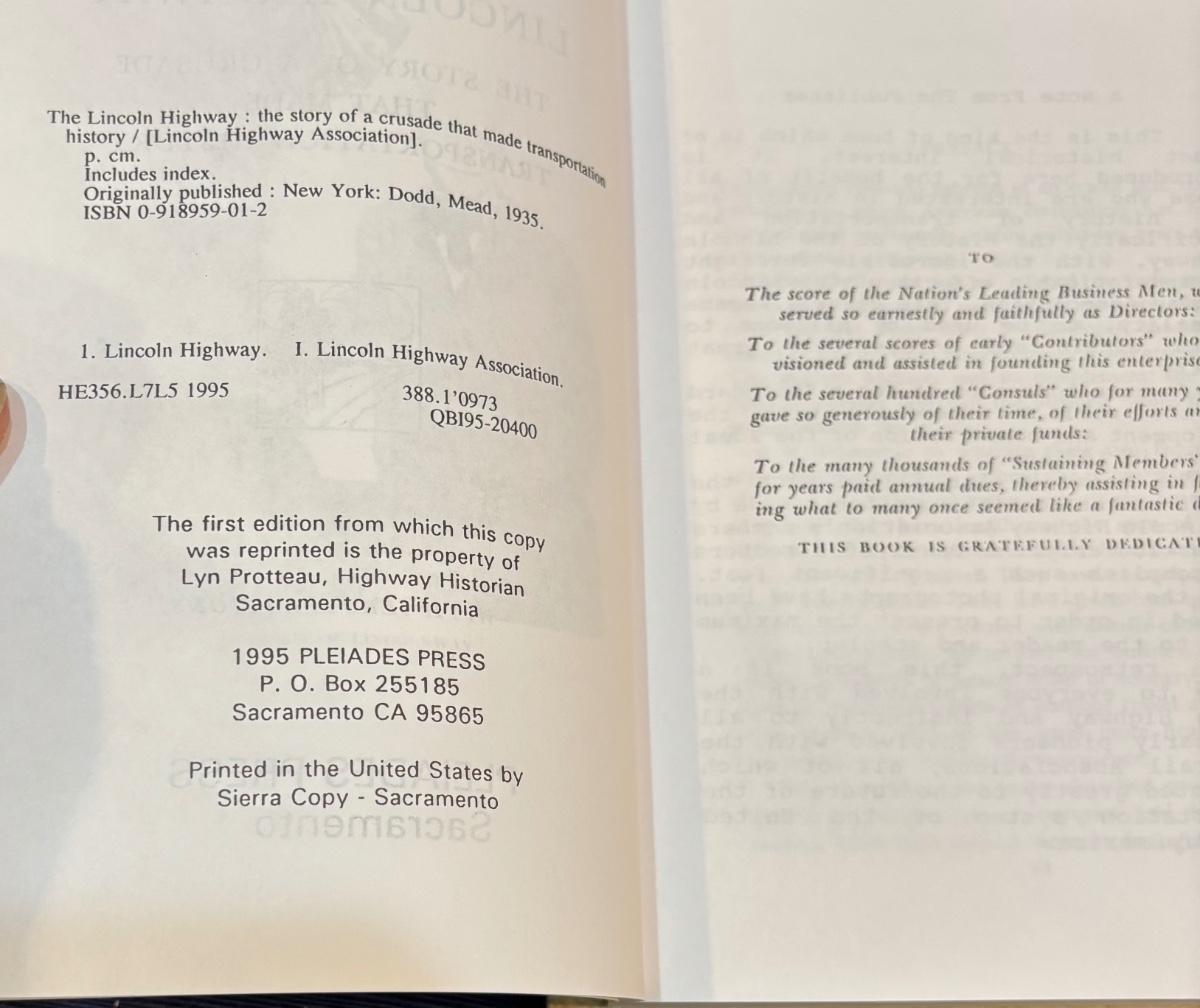 The Lincoln Highway : the story of a crusade that made transportation
history / [Lincoln Highway Association].
p. cm.
Includes index.
Originally published : New York: Dodd, Mead, 1935.
ISBN 0-918959-01-2
1. Lincoln Highway. I. Lincoln Highway Association.
HE356.L7L5 1995 388.1'0973
QBI95-20400
The first edition from which this copy
was reprinted is the property of
Lyn Protteau, Highway Historian
Sacramento, California
1995 PLEIADES PRESS
P. O. Box 255185
Sacramento CA 95865
Printed in the United States by
Sierra Copy - Sacramento
TO
The score of the Nation's Leading Business Men,
served so earnestly and faithfully as Directors:
To the several scores of early "Contributors" who
visioned and assisted in founding this
To the several hundred "Consuls" who for many
gave so generously of their time, of their efforts
their private funds:
To the many thousands of "Sustaining Members"
for years paid annual dues, thereby assisting in
ing what to many once seemed like a fantastic
THIS BOOK IS GRATEFULLY